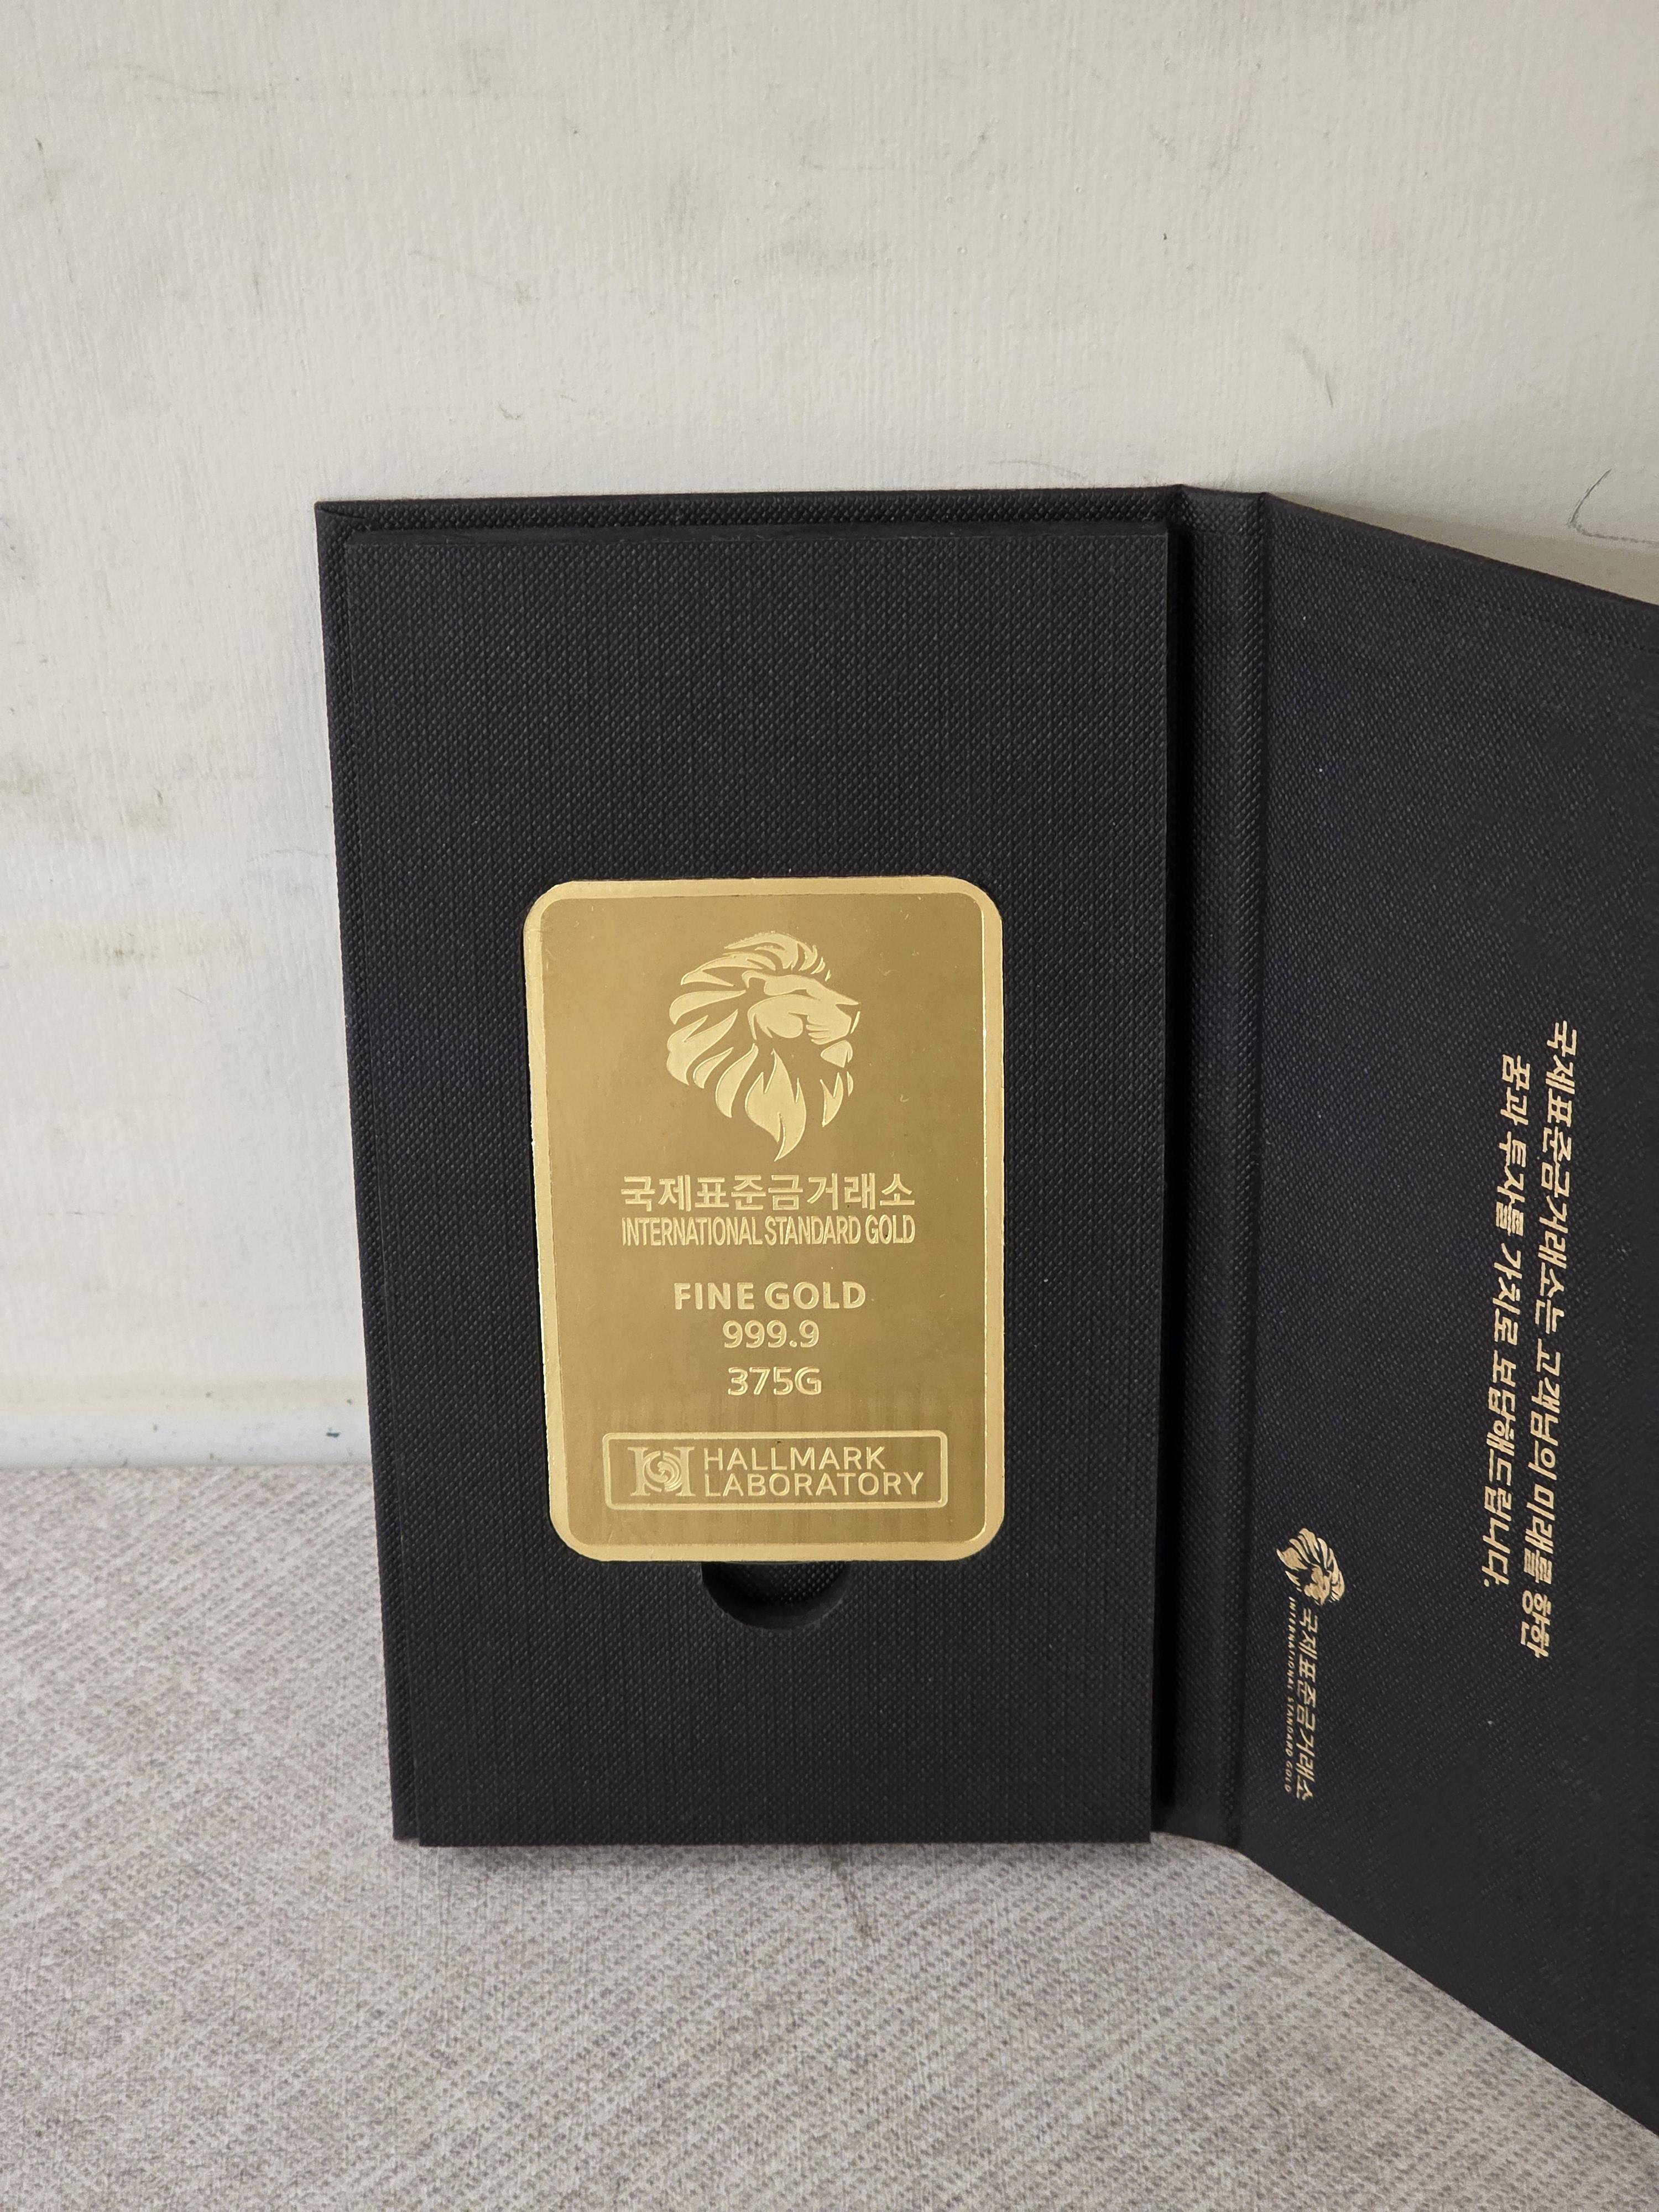 국제표준금거래소
INTERNATIONAL STANDARD GOLD
FINE GOLD
999.9
375G
HALLMARK
LABORATORY
국제표준금거래소는 고객님의 미래를 향한
꿈과 투자를 가치로 보답해드립니다.
국제표준금거래소
INTERNATIONAL STANDARD GOLD